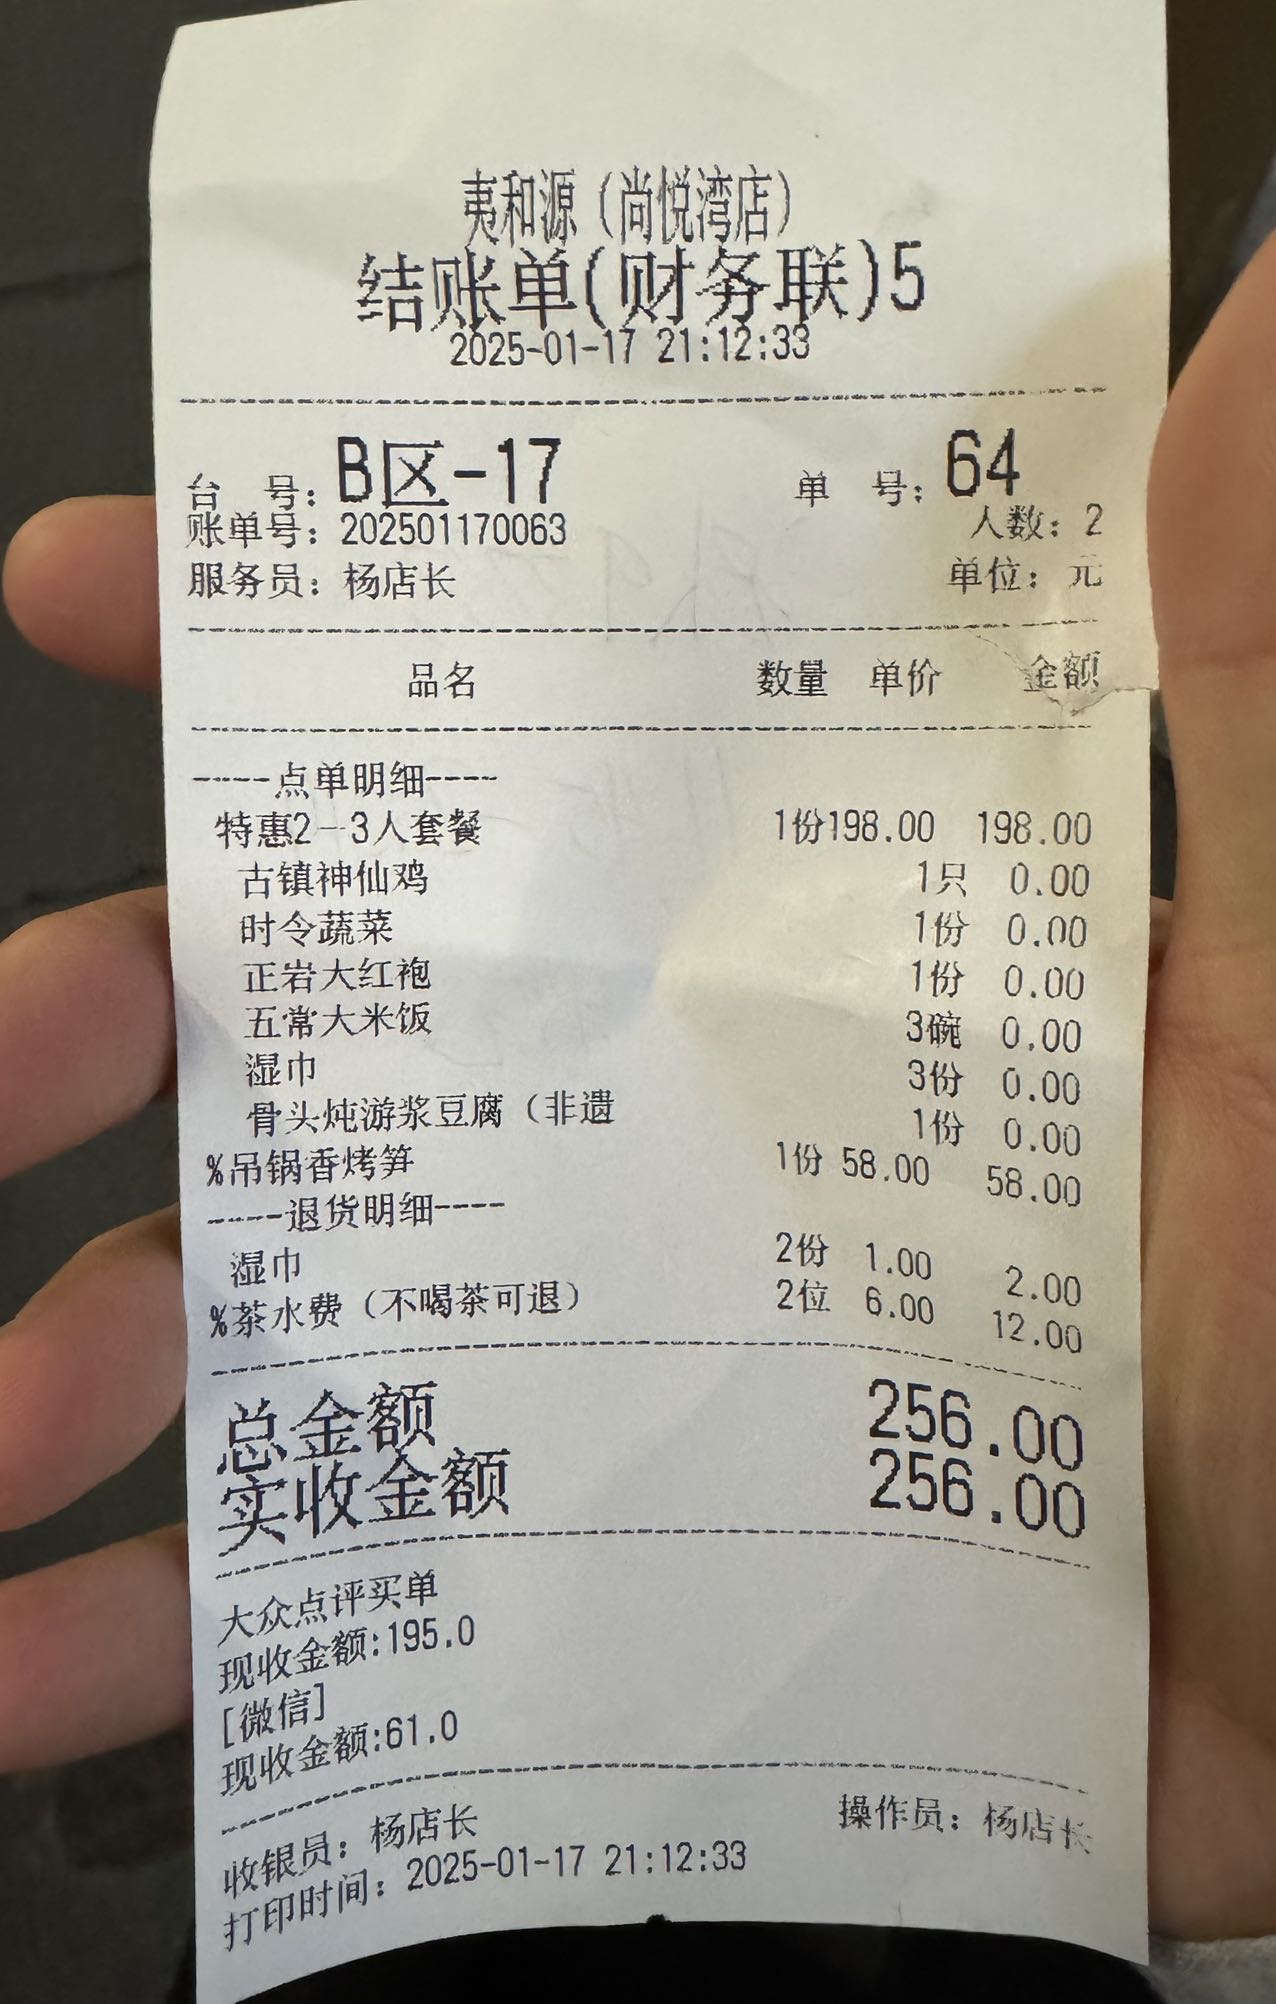 夷和源（尚悦湾店）
结账单(财务联)5
2025-01-17 21:12:33
台 号：B区-17 单 号：64
账单号：202501170063 人数：2
服务员：杨店长 单位：元
品名 数量 单价 金额
----点单明细----
特惠2-3人套餐 1份198.00 198.00
古镇神仙鸡 1只 0.00
时令蔬菜 1份 0.00
正岩大红袍 1份 0.00
五常大米饭 3碗 0.00
湿巾 3份 0.00
骨头炖游浆豆腐（非遗 1份 0.00
%吊锅香烤笋 1份 58.00 58.00
----退货明细----
湿巾 2份 1.00 2.00
%茶水费（不喝茶可退） 2位 6.00 12.00
总金额 256.00
实收金额 256.00
大众点评买单
现收金额:195.0
[微信]
现收金额:61.0
收银员：杨店长 操作员：杨店长
打印时间：2025-01-17 21:12:33